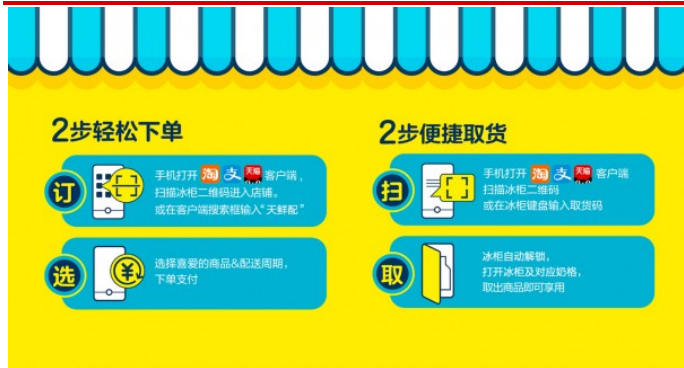 2步轻松下单
订
手机打开 淘 支 天猫 客户端，
扫描冰柜二维码进入店铺。
或在客户端搜索框输入“天鲜配”
选
选择喜爱的商品&配送周期，
下单支付
2步便捷取货
扫
手机打开 淘 支 天猫 客户端
扫描冰柜二维码
或在冰柜键盘输入取货码
取
冰柜自动解锁，
打开冰柜及对应奶格，
取出商品即可享用